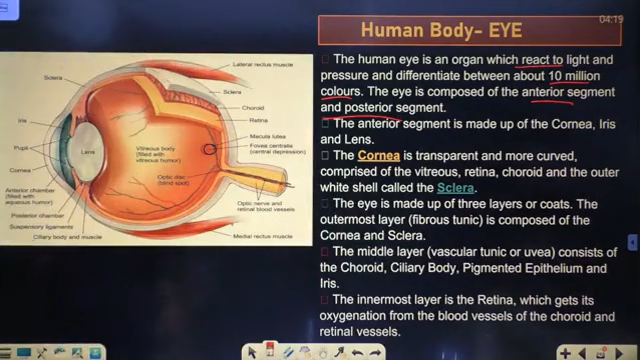 04:19
Human Body- EYE
The human eye is an organ which react to light and
pressure and differentiate between about 10 million
colours. The eye is composed of the anterior segment
and posterior segment.
The anterior segment is made up of the Cornea, Iris
and Lens.
The Cornea is transparent and more curved,
comprised of the vitreous, retina, choroid and the outer
white shell called the Sclera.
The eye is made up of three layers or coats. The
outermost layer (fibrous tunic) is composed of the
Cornea and Sclera.
The middle layer (vascular tunic or uvea) consists of
the Choroid, Ciliary Body, Pigmented Epithelium and
Iris.
The innermost layer is the Retina, which gets its
oxygenation from the blood vessels of the choroid and
retinal vessels.
Lateral rectus muscle
Sclera
Sclera
Choroid
Retina
Iris
Macula lutea
Fovea centralis
(central depression)
Pupil
Lens
Vitreous body
(filled with
vitreous humor)
Cornea
Optic disc
(blind spot)
Anterior chamber
(filled with
aqueous humor)
Optic nerve and
retinal blood vessels
Posterior chamber
Suspensory ligaments
Ciliary body and muscle
Medial rectus muscle